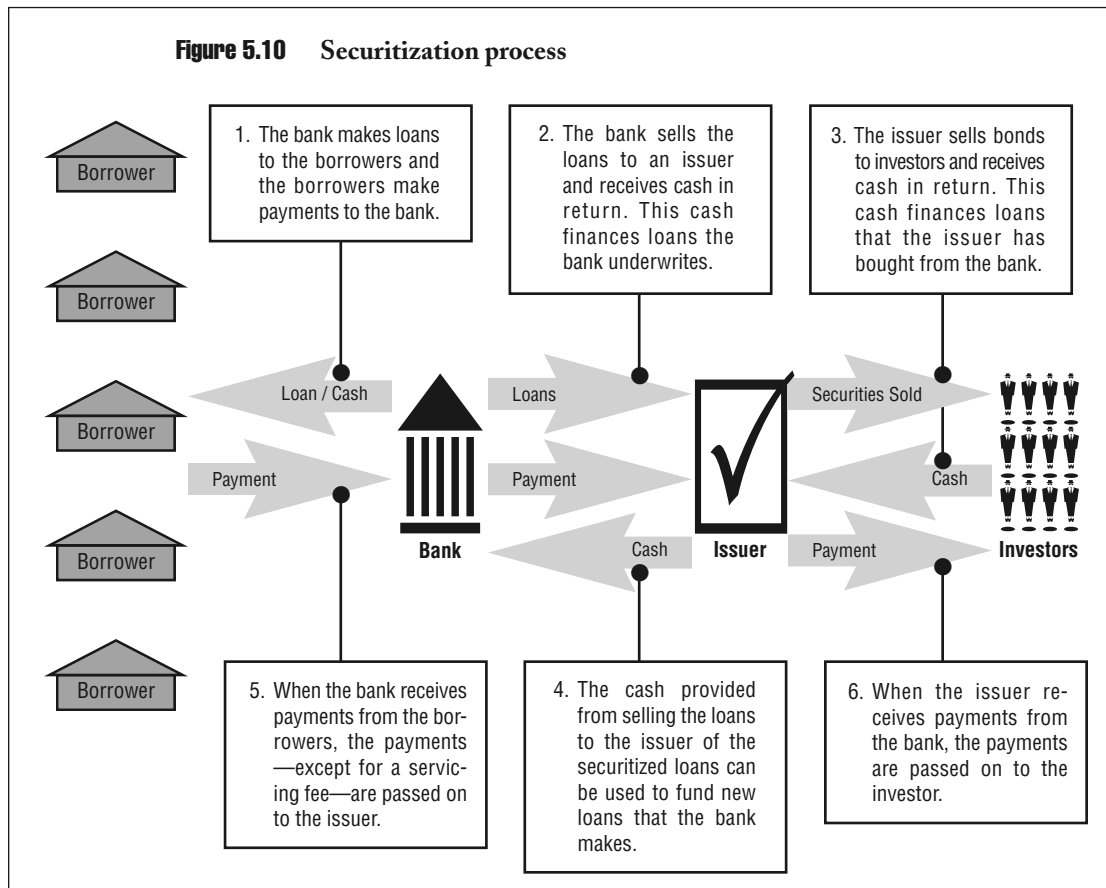 Figure 5.10 Securitization process
1. The bank makes loans
to the borrowers and
the borrowers make
payments to the bank.
2. The bank sells the
loans to an issuer
and receives cash in
return. This cash
finances loans the
bank underwrites.
3. The issuer sells bonds
to investors and receives
cash in return. This
cash finances loans
that the issuer has
bought from the bank.
Borrower
Borrower
Borrower
Borrower
Borrower
Loan / Cash
Loans
Securities Sold
Payment
Payment
Cash
Bank
Cash
Issuer
Payment
Investors
5. When the bank receives
payments from the bor-
rowers, the payments
—except for a servic-
ing fee—are passed on
to the issuer.
4. The cash provided
from selling the loans
to the issuer of the
securitized loans can
be used to fund new
loans that the bank
makes.
6. When the issuer re-
ceives payments from
the bank, the payments
are passed on to the
investor.